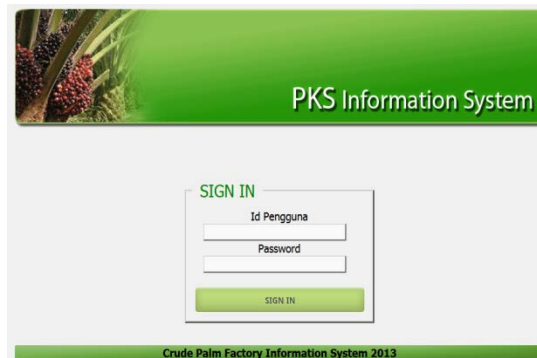 PKS Information System
SIGN IN
Id Pengguna
Password
SIGN IN
Crude Palm Factory Information System 2013